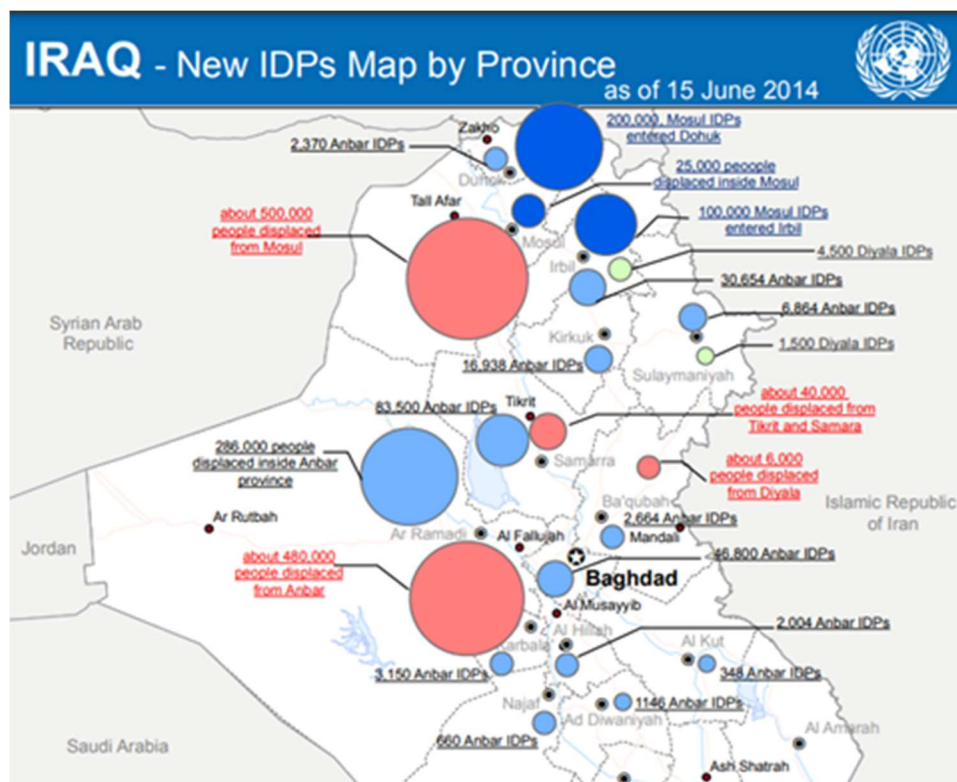 IRAQ - New IDPs Map by Province
as of 15 June 2014
Zakho
2,370 Anbar IDPs
Duhok
200,000, Mosul IDPs
entered Dohuk
25,000 peoople
displaced inside Mosul
Tall Afar
about 500,000
people displaced
from Mosul
Mosul
100,000 Mosul IDPs
entered Irbil
Irbil
4,500 Diyala IDPs
30,654 Anbar IDPs
6,864 Anbar IDPs
Syrian Arab
Republic
Kirkuk
16,938 Anbar IDPs
1,500 Diyala IDPs
Sulaymaniyah
about 40,000
people displaced from
Tikrit and Samara
Tikrit
83,500 Anbar IDPs
286,000 people
displaced inside Anbar
province
Samarra
about 6,000
people displaced
from Diyala
Islamic Republic
of Iran
Ba'qubah
2,664 Anbar IDPs
Mandali
Ar Rutbah
Ar Ramadi
Al Fallujah
Jordan
46,800 Anbar IDPs
Baghdad
about 480,000
people displaced
from Anbar
Al Musayyib
2,004 Anbar IDPs
Al Hillah
Karbala'
Al Kut
3,150 Anbar IDPs
348 Anbar IDPs
Najaf
1146 Anbar IDPs
Ad Diwaniyah
660 Anbar IDPs
Al Amarah
Saudi Arabia
Ash Shatrah